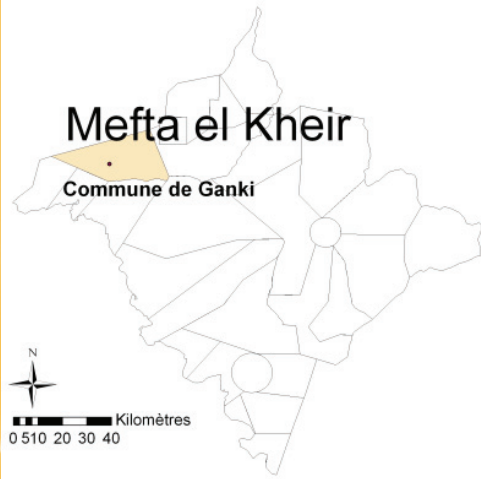 Mefta el Kheir
Commune de Ganki
N
Kilomètres
0 510 20 30 40